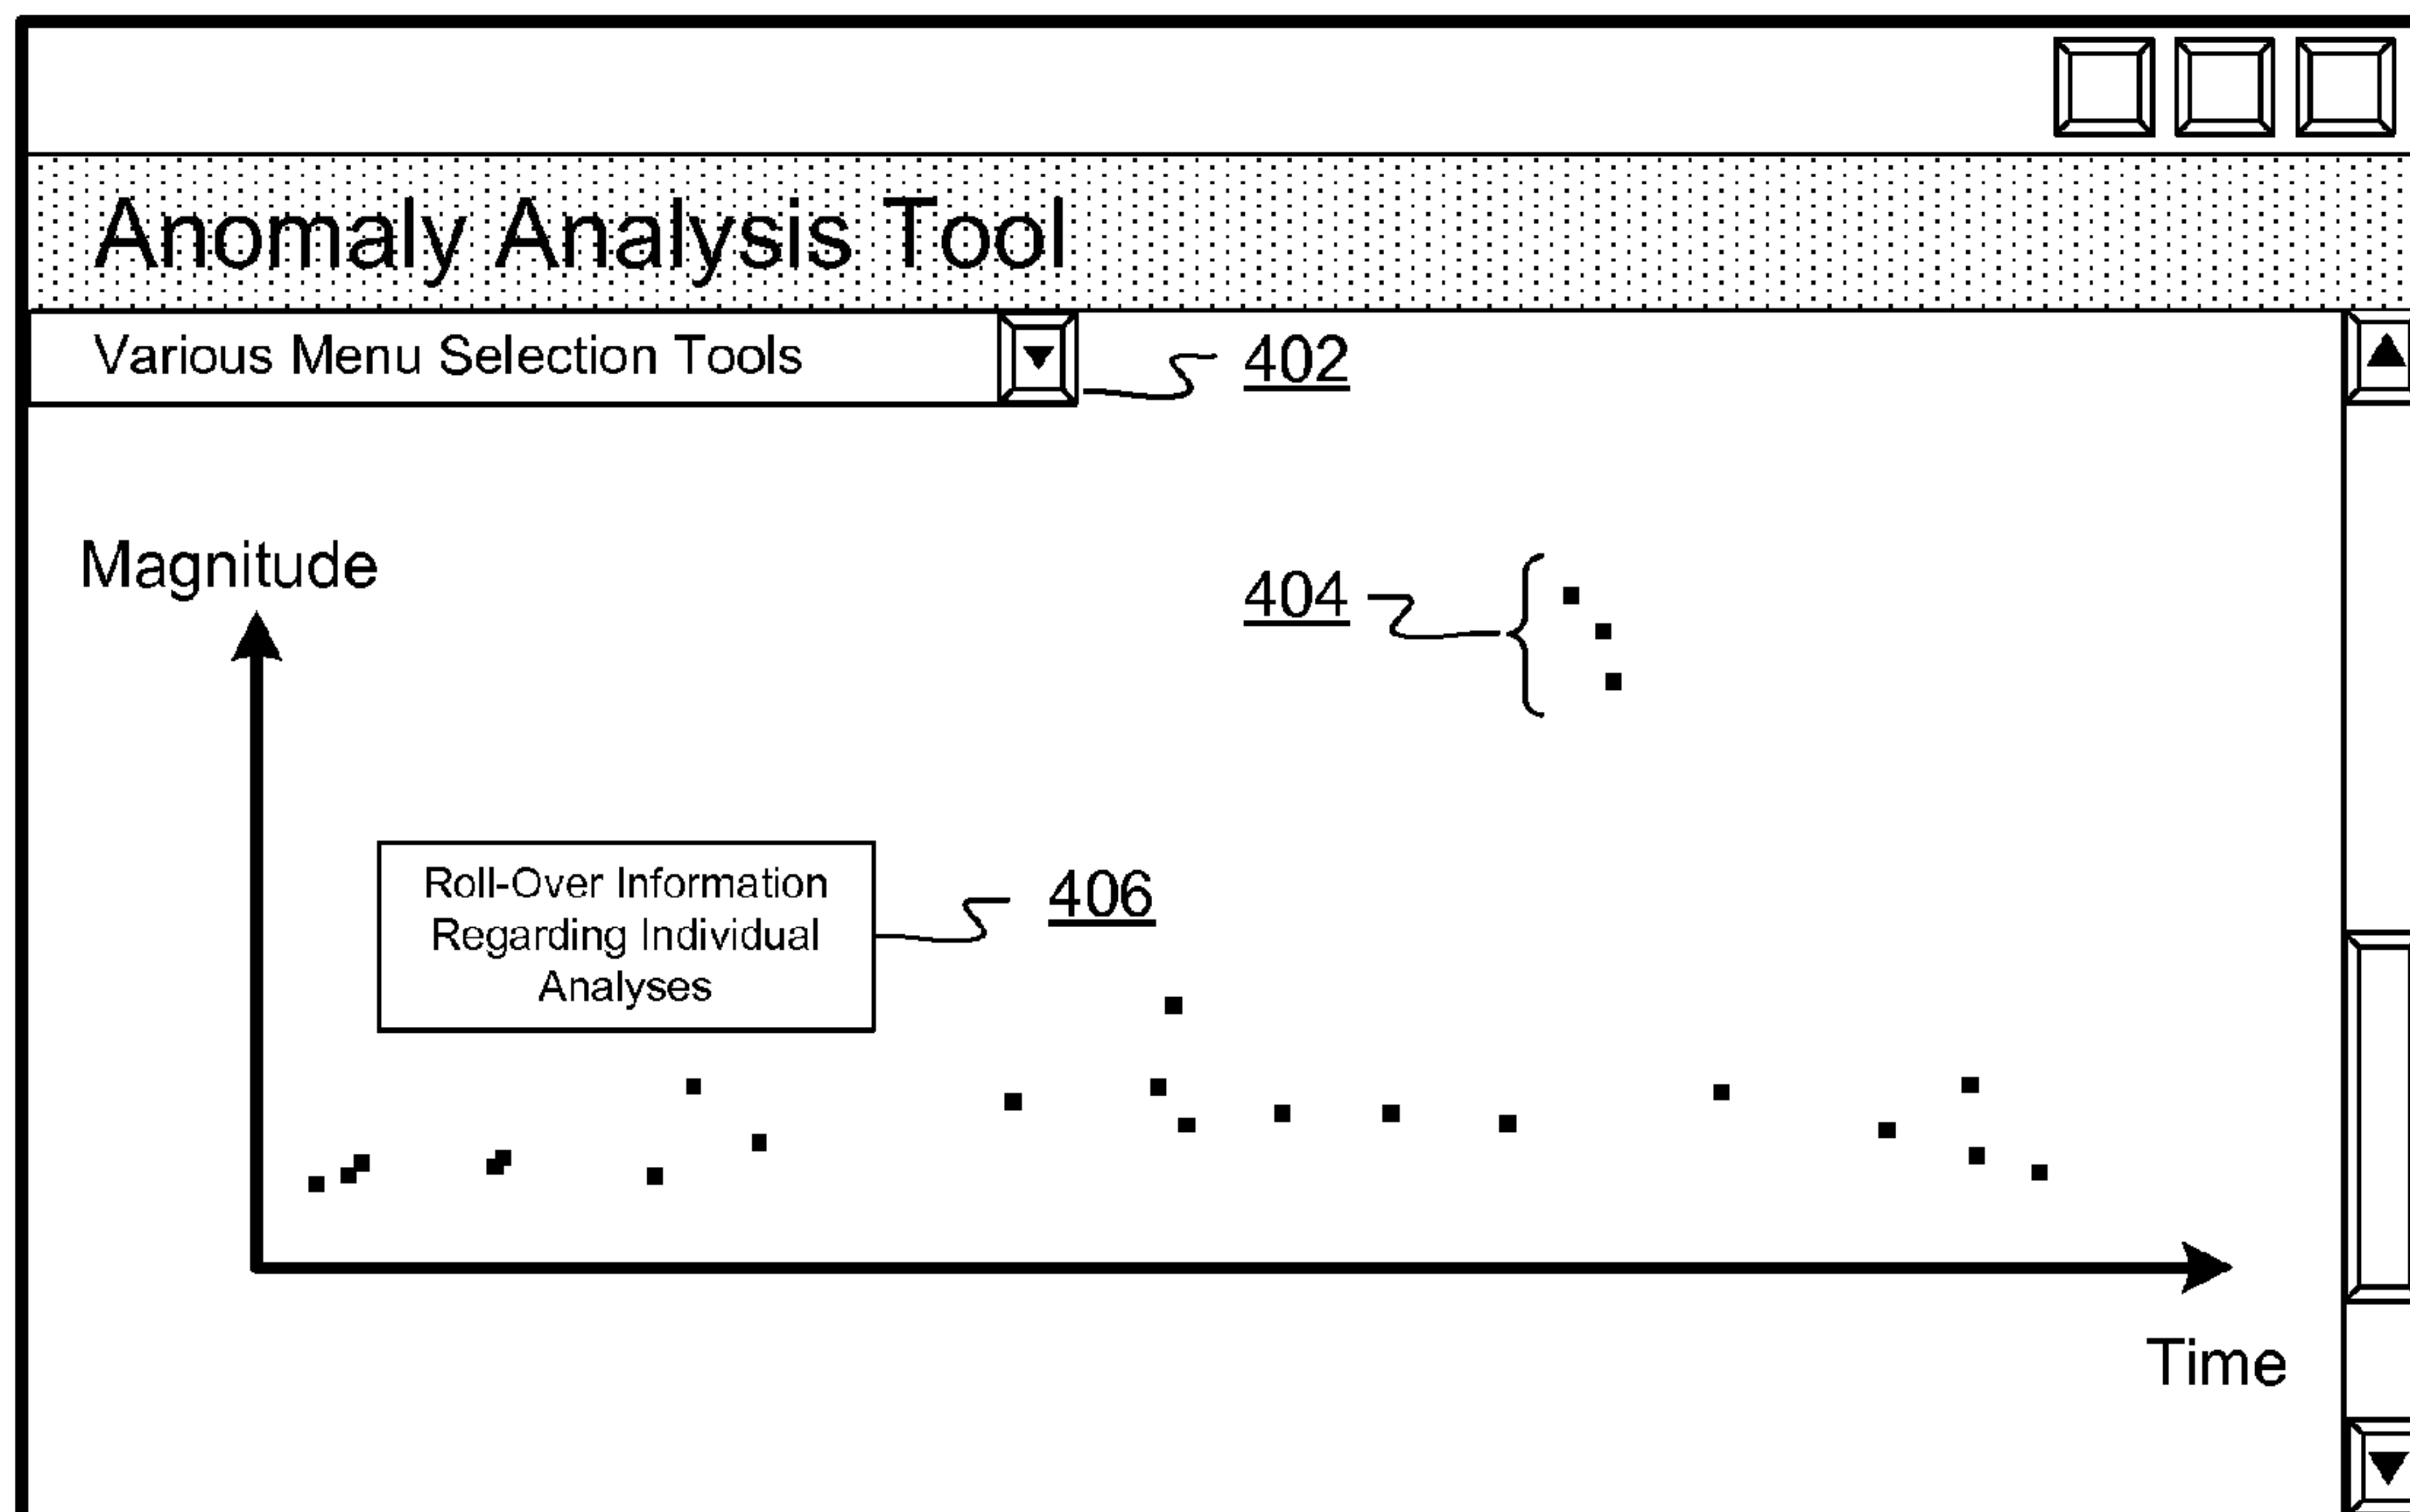 Anomaly Analysis Tool
Various Menu Selection Tools
402
Magnitude
404
Roll-Over Information
Regarding Individual
Analyses
406
Time